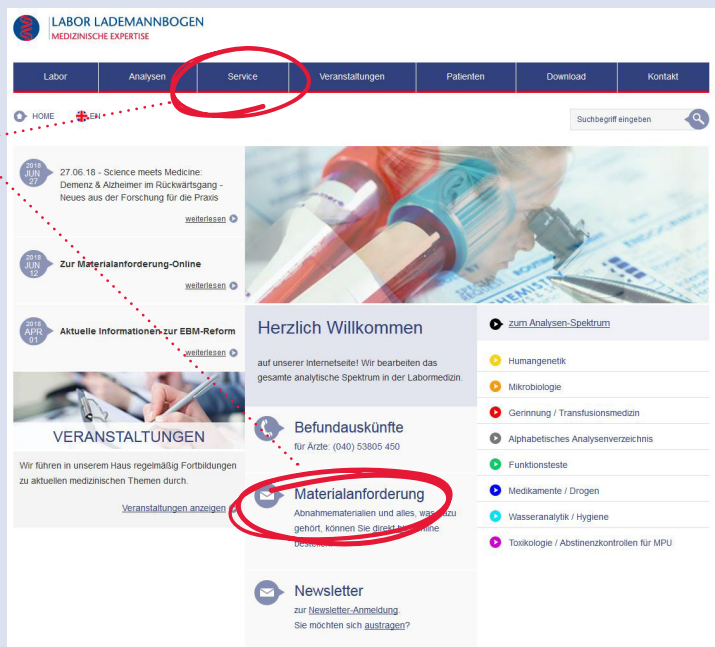 LABOR LADEMANNBOGEN
MEDIZINISCHE EXPERTISE
Labor
Analysen
Service
Veranstaltungen
Patienten
Download
Kontakt
HOME
EN
Suchbegriff eingeben
2018
JUN
27
27.06.18 - Science meets Medicine:
Demenz & Alzheimer im Rückwärtsgang -
Neues aus der Forschung für die Praxis
weiterlesen
2018
JUN
12
Zur Materialanforderung-Online
weiterlesen
2018
APR
01
Aktuelle Informationen zur EBM-Reform
weiterlesen
VERANSTALTUNGEN
Wir führen in unserem Haus regelmäßig Fortbildungen
zu aktuellen medizinischen Themen durch.
Veranstaltungen anzeigen
Herzlich Willkommen
auf unserer Internetseite! Wir bearbeiten das
gesamte analytische Spektrum in der Labormedizin.
Befundauskünfte
für Ärzte: (040) 53805 450
Materialanforderung
Abnahmematerialien und alles, was dazu
gehört, können Sie direkt online
bestellen
Newsletter
zur Newsletter-Anmeldung.
Sie möchten sich austragen?
zum Analysen-Spektrum
Humangenetik
Mikrobiologie
Gerinnung / Transfusionsmedizin
Alphabetisches Analysenverzeichnis
Funktionsteste
Medikamente / Drogen
Wasseranalytik / Hygiene
Toxikologie / Abstinenzkontrollen für MPU